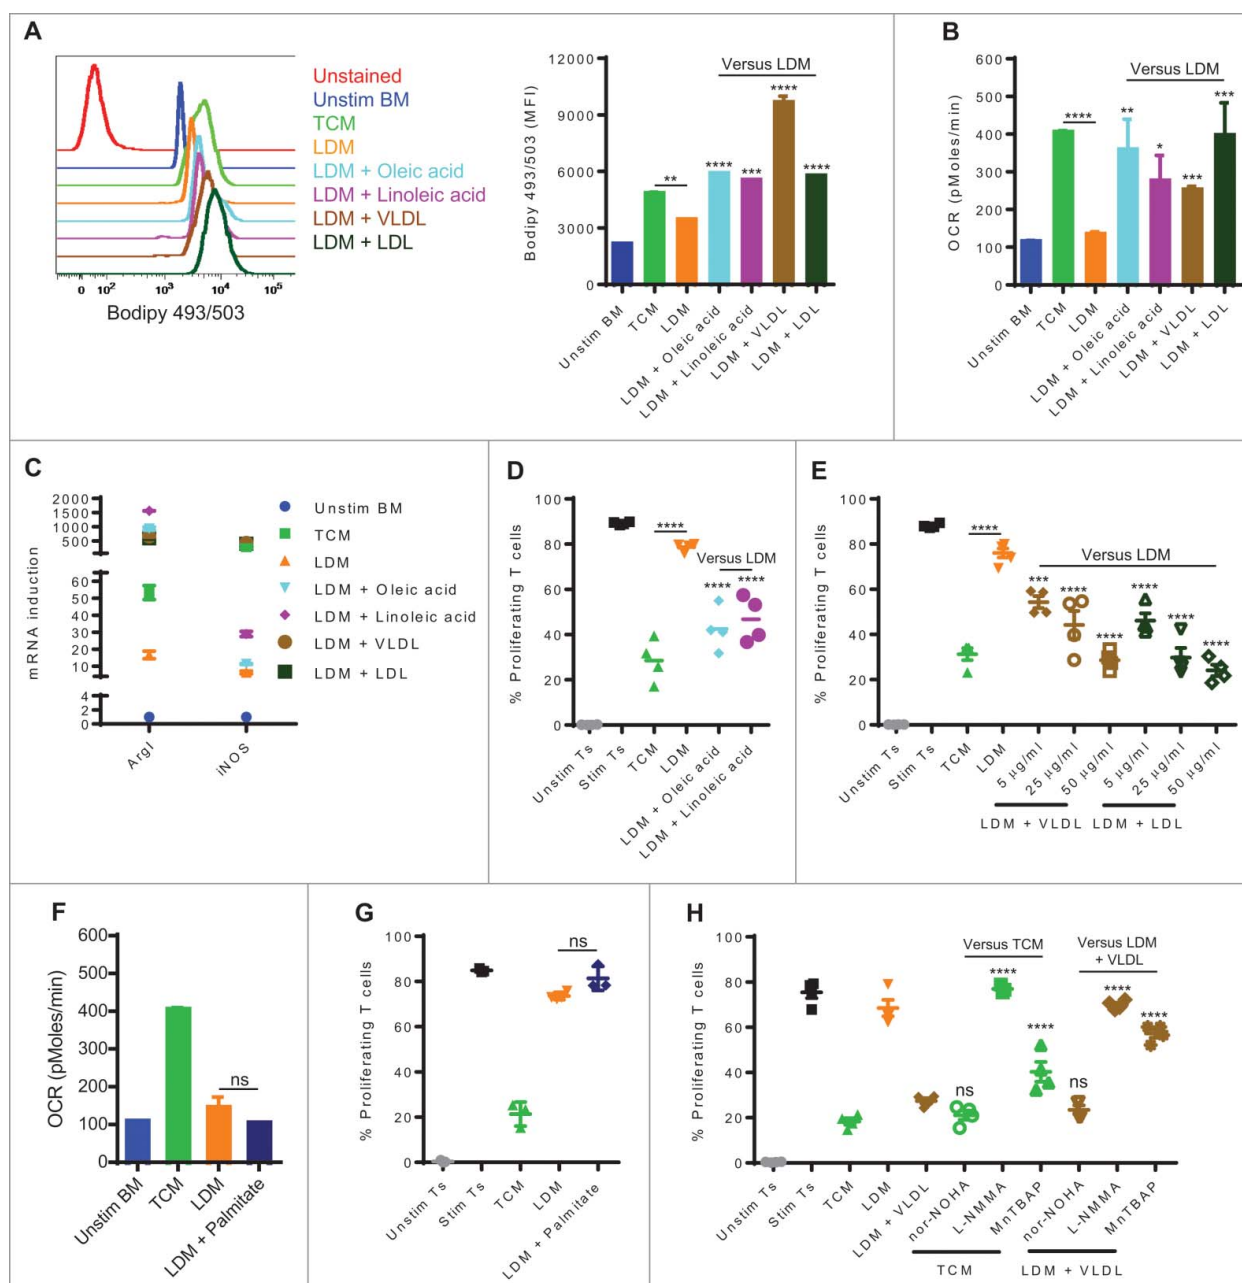 A
Unstained
Unstim BM
TCM
LDM
LDM + Oleic acid
LDM + Linoleic acid
LDM + VLDL
LDM + LDL
0 10² 10³ 10⁴ 10⁵
Bodipy 493/503
Bodipy 493/503 (MFI)
12000
9000
6000
3000
0
Versus LDM
**
****
***
****
****
Unstim BM
TCM
LDM
LDM + Oleic acid
LDM + Linoleic acid
LDM + VLDL
LDM + LDL
B
OCR (pMoles/min)
600
500
400
300
200
100
0
Versus LDM
****
**
*
***
***
Unstim BM
TCM
LDM
LDM + Oleic acid
LDM + Linoleic acid
LDM + VLDL
LDM + LDL
C
mRNA induction
2000
1500
1000
500
60
50
40
30
20
10
4
2
0
ArgI
iNOS
Unstim BM
TCM
LDM
LDM + Oleic acid
LDM + Linoleic acid
LDM + VLDL
LDM + LDL
D
% Proliferating T cells
100
80
60
40
20
0
****
Versus LDM
**** ****
Unstim Ts
Stim Ts
TCM
LDM
LDM + Oleic acid
LDM + Linoleic acid
E
% Proliferating T cells
100
80
60
40
20
0
****
Versus LDM
***
****
****
****
****
****
Unstim Ts
Stim Ts
TCM
LDM
5 µg/ml
25 µg/ml
50 µg/ml
5 µg/ml
25 µg/ml
50 µg/ml
LDM + VLDL LDM + LDL
F
OCR (pMoles/min)
600
500
400
300
200
100
0
ns
Unstim BM
TCM
LDM
LDM + Palmitate
G
% Proliferating T cells
100
80
60
40
20
0
ns
Unstim Ts
Stim Ts
TCM
LDM
LDM + Palmitate
H
% Proliferating T cells
100
80
60
40
20
0
Versus TCM
ns
****
****
Versus LDM
+ VLDL
ns
****
****
Unstim Ts
Stim Ts
TCM
LDM
LDM + VLDL
nor-NOHA
L-NMMA
MnTBAP
nor-NOHA
L-NMMA
MnTBAP
TCM LDM + VLDL